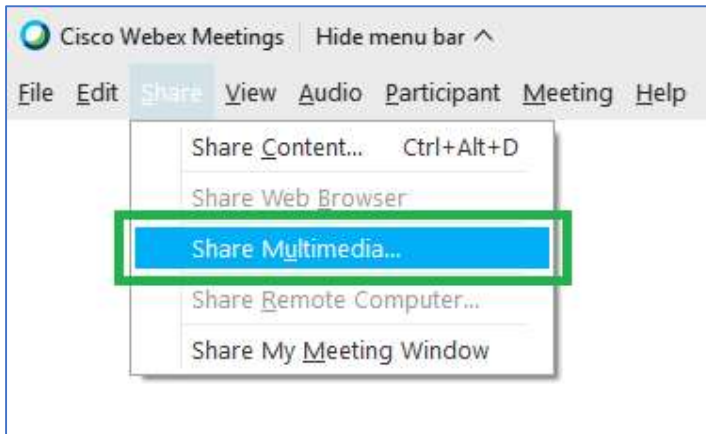 Cisco Webex Meetings Hide menu bar
File Edit Share View Audio Participant Meeting Help
Share Content... Ctrl+Alt+D
Share Web Browser
Share Multimedia...
Share Remote Computer...
Share My Meeting Window